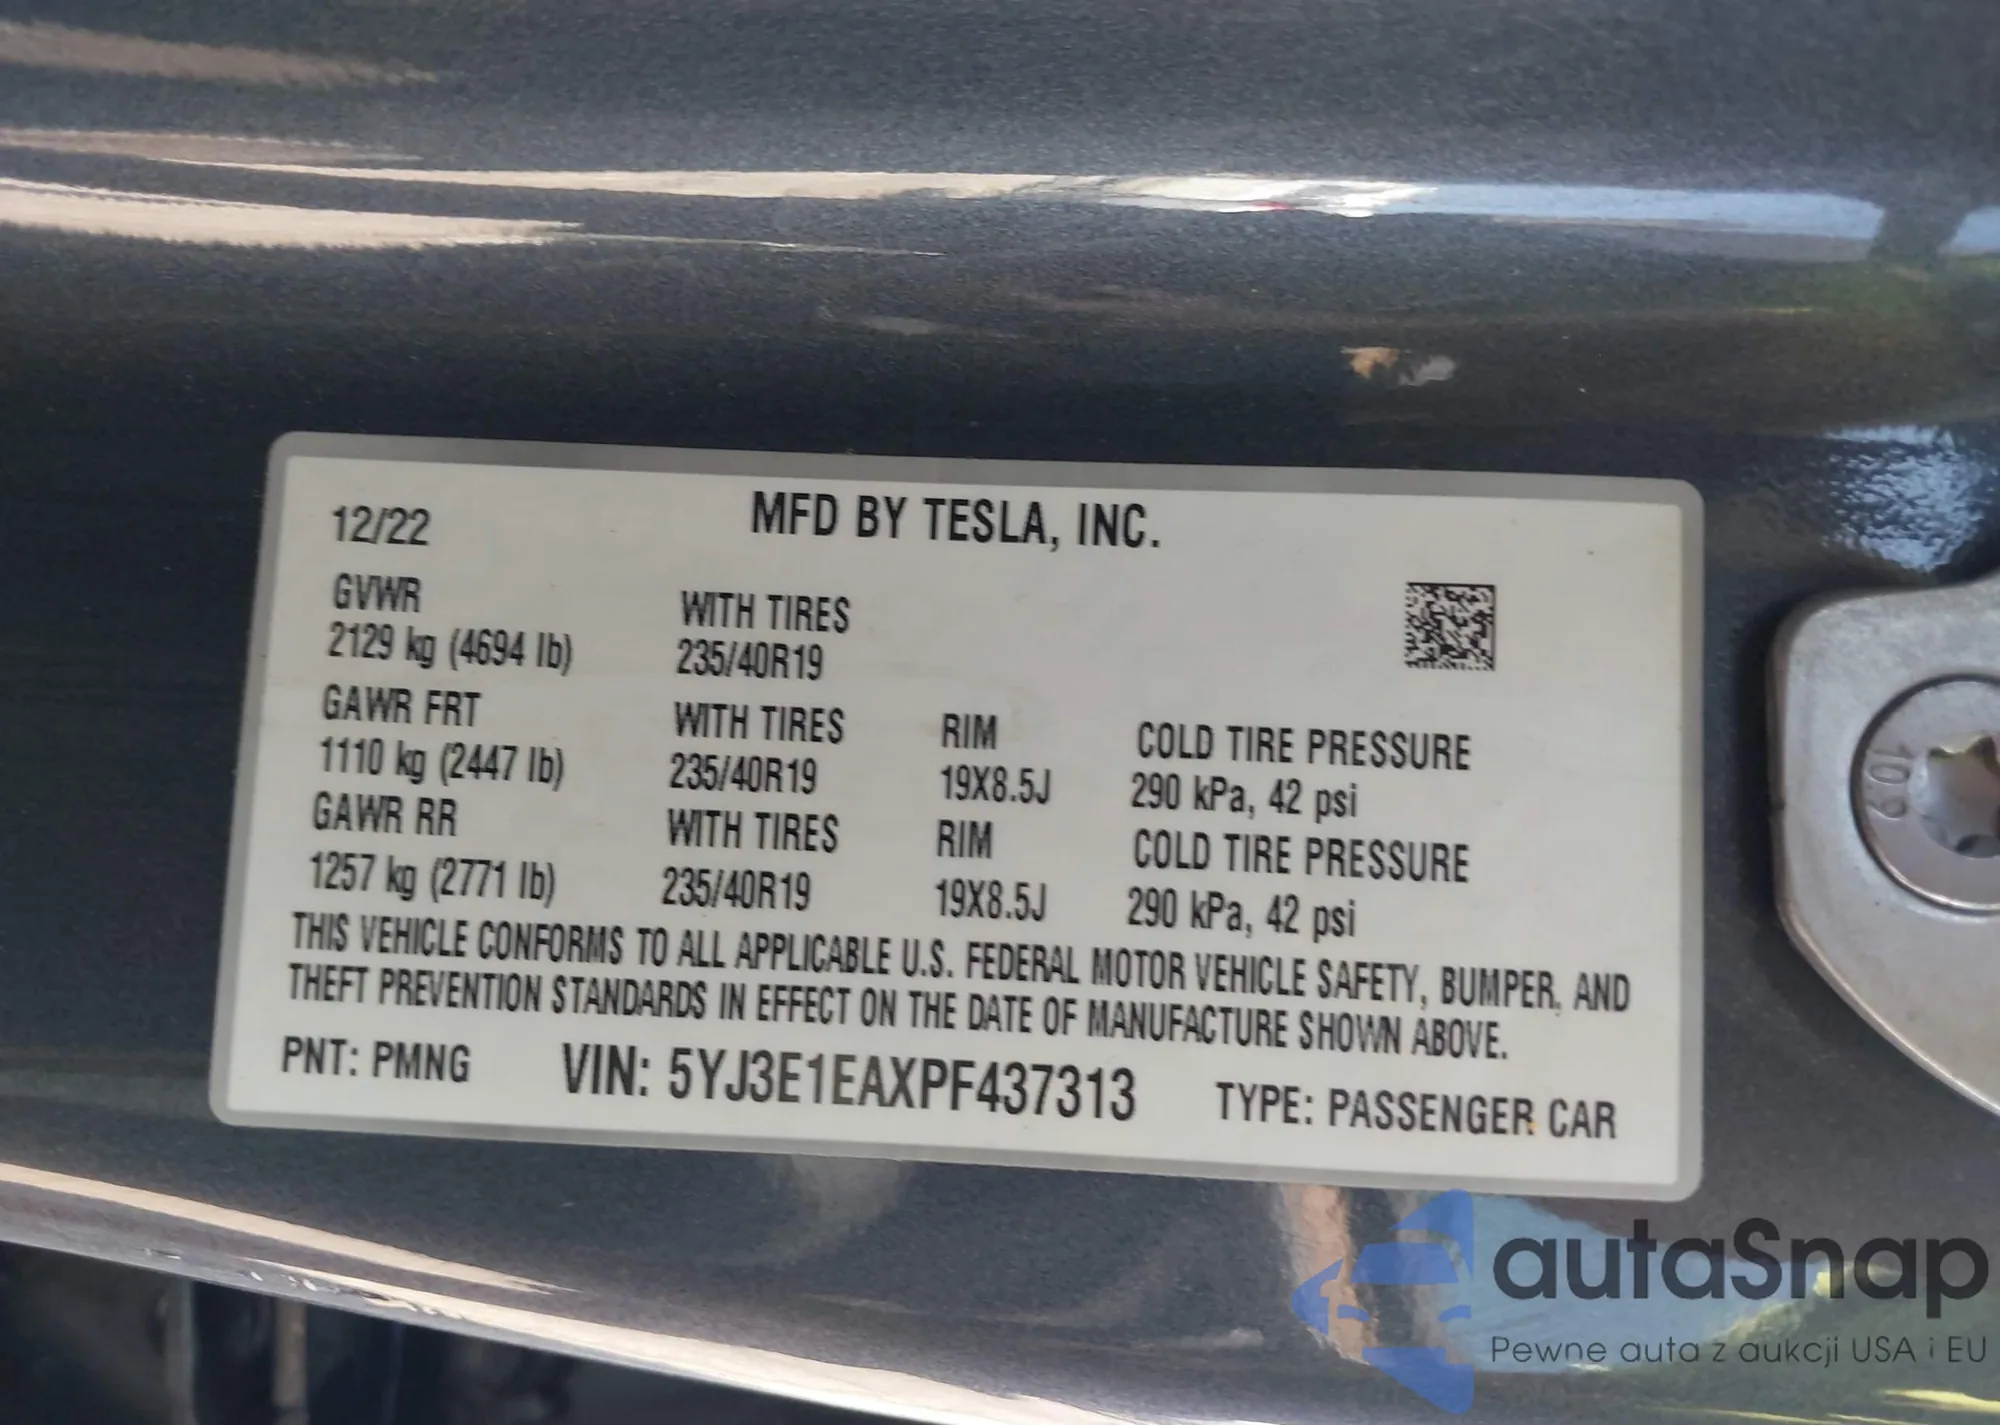 12/22 MFD BY TESLA, INC.
GVWR WITH TIRES
2129 kg (4694 lb) 235/40R19
GAWR FRT WITH TIRES RIM COLD TIRE PRESSURE
1110 kg (2447 lb) 235/40R19 19X8.5J 290 kPa, 42 psi
GAWR RR WITH TIRES RIM COLD TIRE PRESSURE
1257 kg (2771 lb) 235/40R19 19X8.5J 290 kPa, 42 psi
THIS VEHICLE CONFORMS TO ALL APPLICABLE U.S. FEDERAL MOTOR VEHICLE SAFETY, BUMPER, AND
THEFT PREVENTION STANDARDS IN EFFECT ON THE DATE OF MANUFACTURE SHOWN ABOVE.
PNT: PMNG VIN: 5YJ3E1EAXPF437313 TYPE: PASSENGER CAR
10.9
autaSnap
Pewne auta z aukcji USA i EU